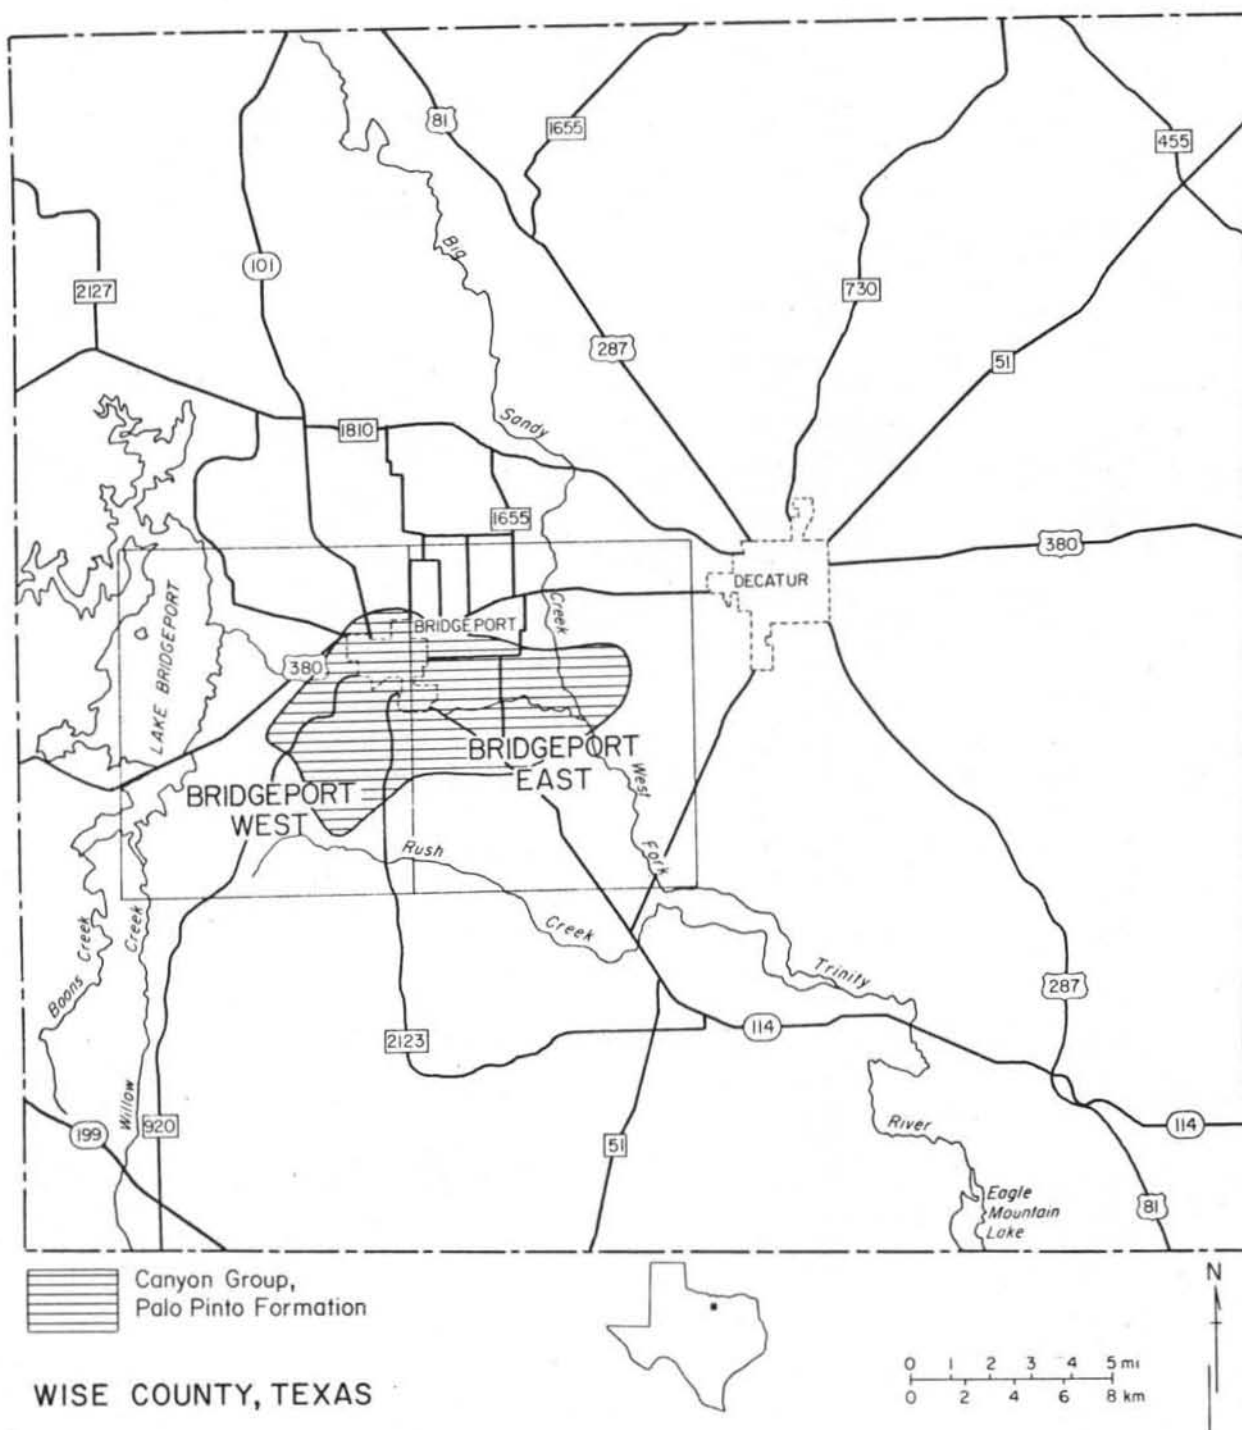 81
1655
455
Big
101
2127
730
287
51
Sandy
1810
1655
380
DECATUR
LAKE BRIDGEPORT
Creek
BRIDGEPORT
380
BRIDGEPORT
EAST
BRIDGEPORT
WEST
West
Fork
Rush
Creek
Boons Creek
Creek
Trinity
287
2123
114
Willow
199
920
51
River
114
Eagle
Mountain
Lake
81
Canyon Group,
Palo Pinto Formation
N
WISE COUNTY, TEXAS
0 1 2 3 4 5 mi
0 2 4 6 8 km